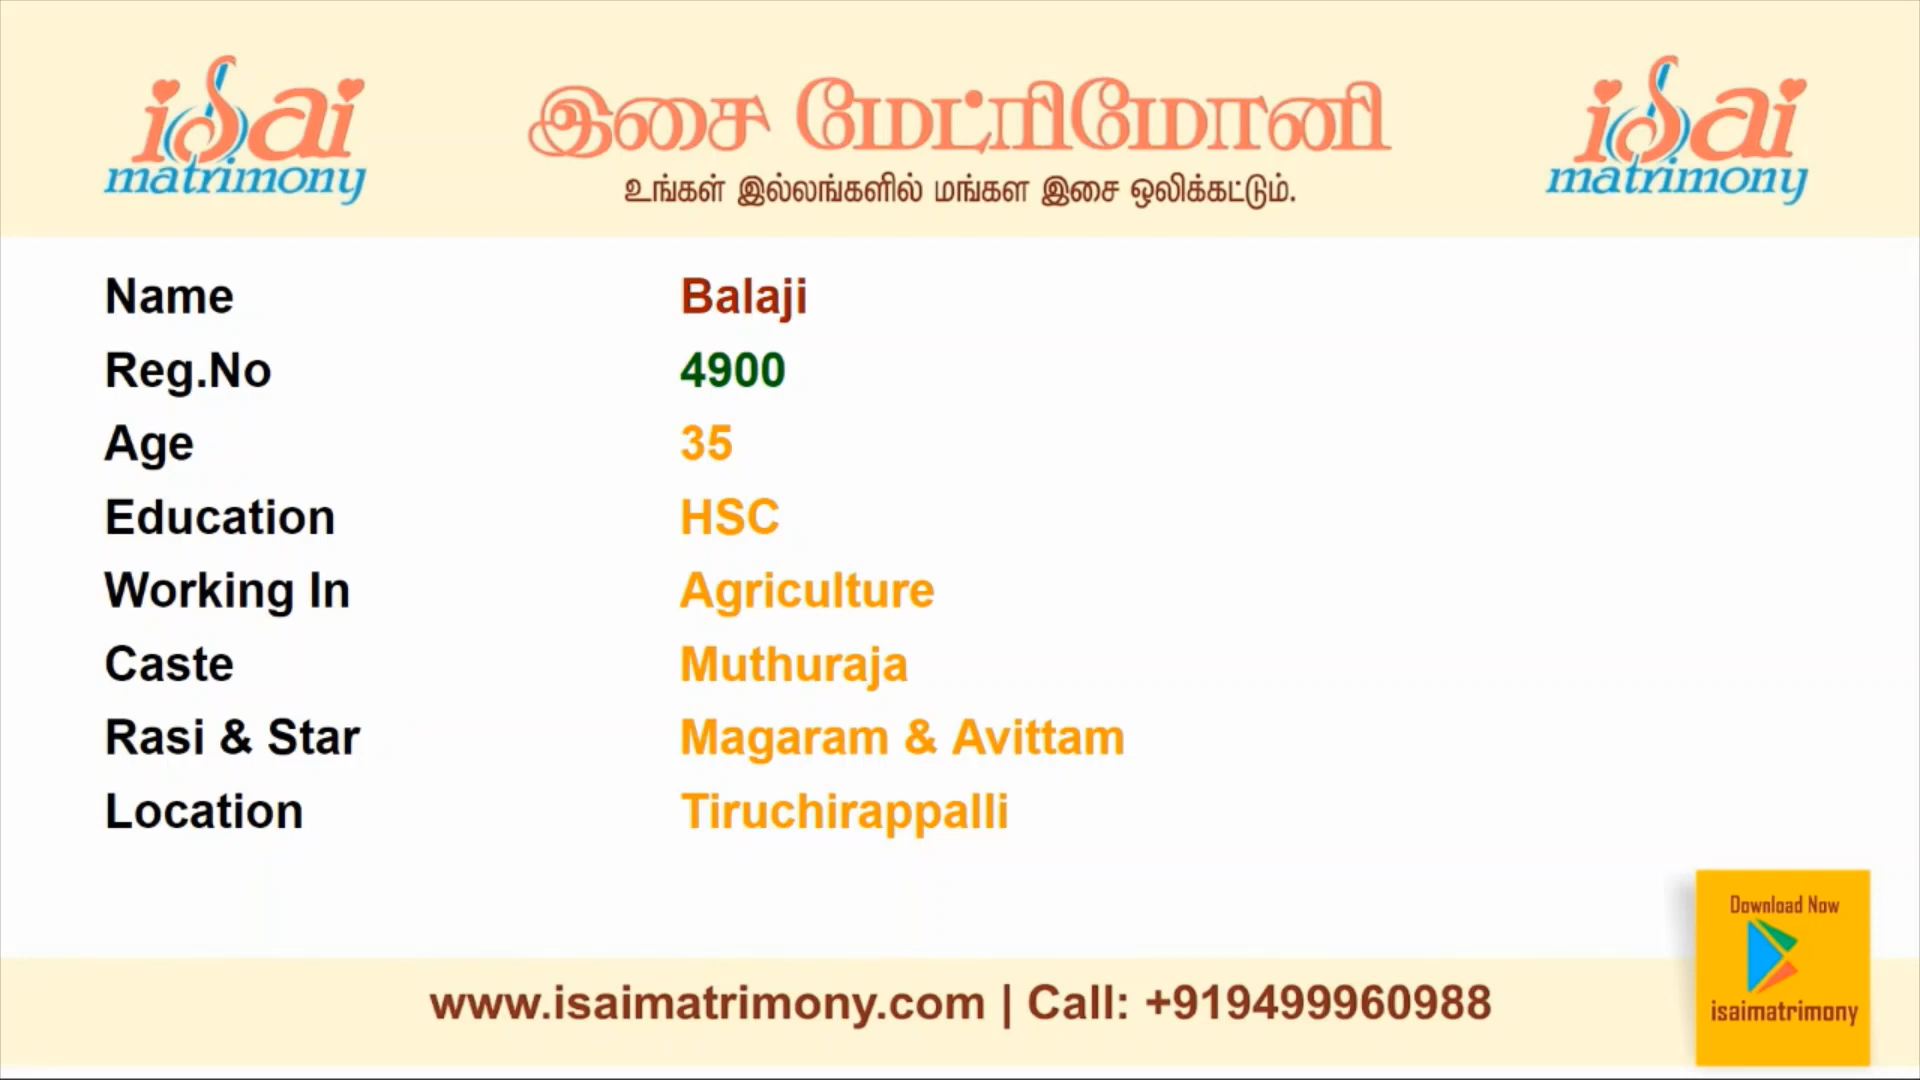 isai
matrimony
இசை மேட்ரிமோனி
உங்கள் இல்லங்களில் மங்கள இசை ஒலிக்கட்டும்.
isai
matrimony
Name Balaji
Reg.No 4900
Age 35
Education HSC
Working In Agriculture
Caste Muthuraja
Rasi & Star Magaram & Avittam
Location Tiruchirappalli
Download Now
isaimatrimony
www.isaimatrimony.com | Call: +919499960988